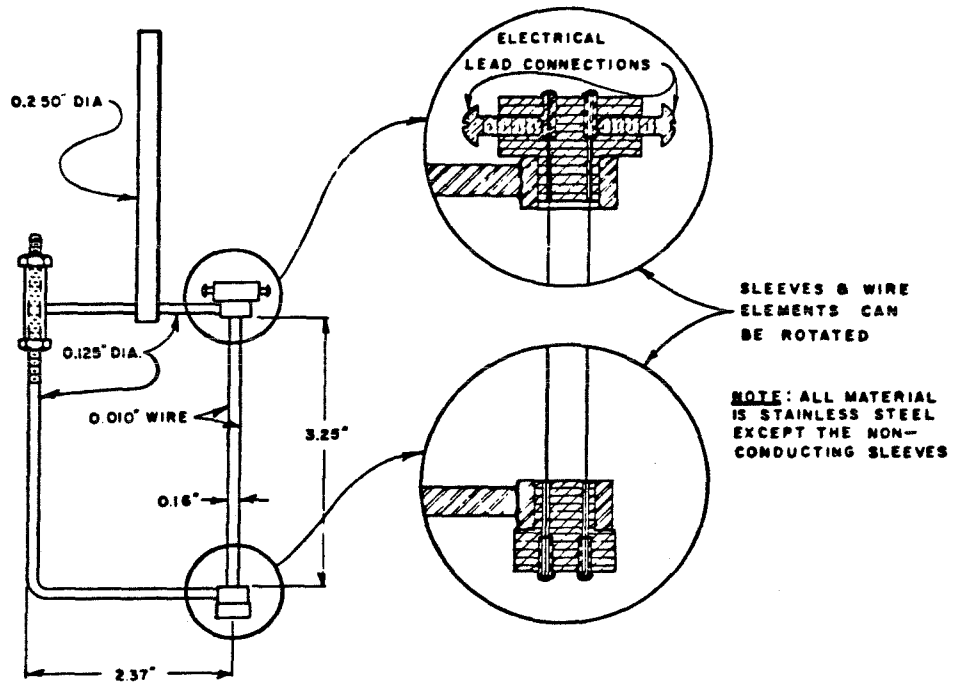 ELECTRICAL
LEAD CONNECTIONS
0.250" DIA
SLEEVES & WIRE
ELEMENTS CAN
BE ROTATED
0.125" DIA.
0.010" WIRE
3.25"
NOTE: ALL MATERIAL
IS STAINLESS STEEL
EXCEPT THE NON-
CONDUCTING SLEEVES
0.16"
2.37"